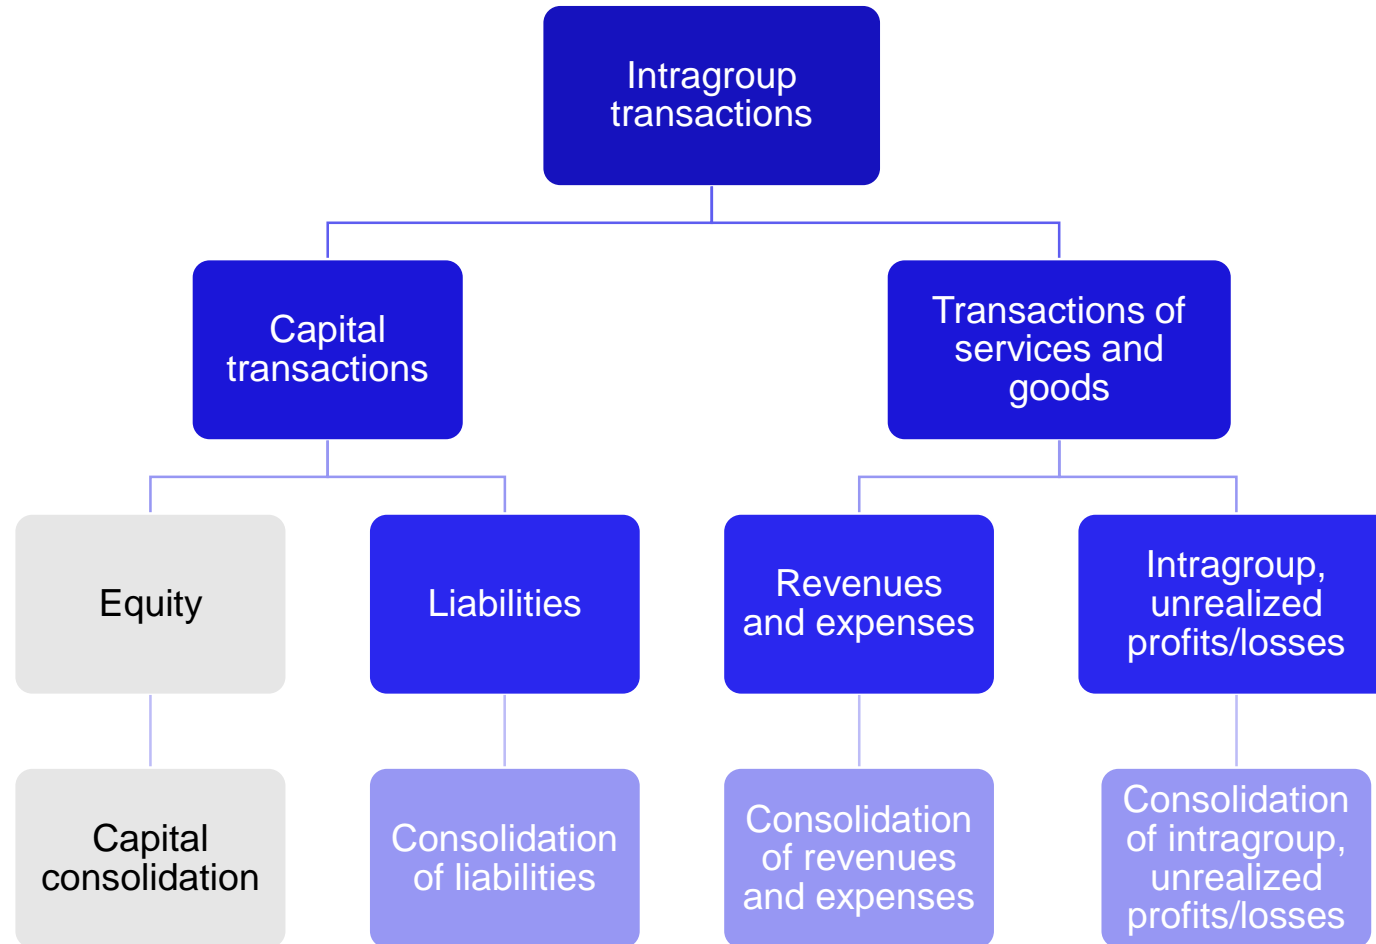 Intragroup
transactions
Capital
transactions
Transactions of
services and
goods
Equity
Liabilities
Revenues
and expenses
Intragroup,
unrealized
profits/losses
Capital
consolidation
Consolidation
of liabilities
Consolidation
of revenues
and expenses
Consolidation
of intragroup,
unrealized
profits/losses